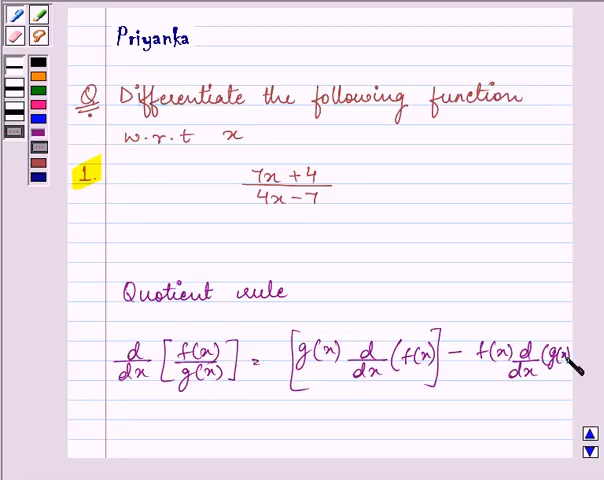 Priyanka
Q Differentiate the following function
w.r.t x
1. 7x + 4
4x - 7
Quotient rule
d/dx [f(x)/g(x)] = [g(x) d/dx (f(x)] - f(x) d/dx (g(x)